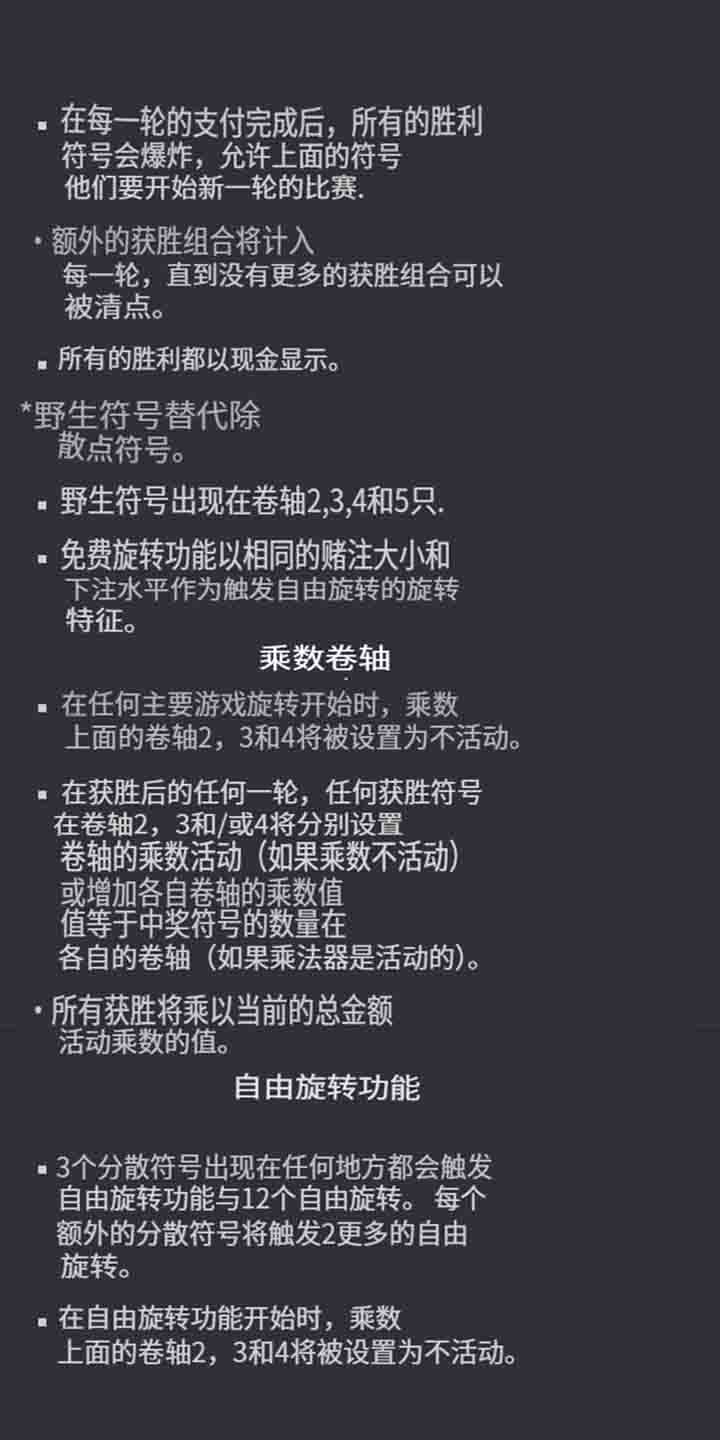 ▪ 在每一轮的支付完成后，所有的胜利
符号会爆炸，允许上面的符号
他们要开始新一轮的比赛.
• 额外的获胜组合将计入
每一轮，直到没有更多的获胜组合可以
被清点。
▪ 所有的胜利都以现金显示。
*野生符号替代除
散点符号。
▪ 野生符号出现在卷轴2,3,4和5只.
▪ 免费旋转功能以相同的赌注大小和
下注水平作为触发自由旋转的旋转
特征。
乘数卷轴
▪ 在任何主要游戏旋转开始时，乘数
上面的卷轴2，3和4将被设置为不活动。
▪ 在获胜后的任何一轮，任何获胜符号
在卷轴2，3和/或4将分别设置
卷轴的乘数活动（如果乘数不活动）
或增加各自卷轴的乘数值
值等于中奖符号的数量在
各自的卷轴（如果乘法器是活动的）。
• 所有获胜将乘以当前的总金额
活动乘数的值。
自由旋转功能
▪ 3个分散符号出现在任何地方都会触发
自由旋转功能与12个自由旋转。 每个
额外的分散符号将触发2更多的自由
旋转。
▪ 在自由旋转功能开始时，乘数
上面的卷轴2，3和4将被设置为不活动。